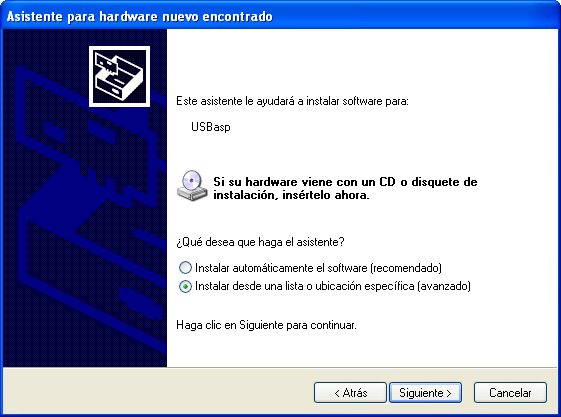 Asistente para hardware nuevo encontrado
Este asistente le ayudará a instalar software para:
USBasp
Si su hardware viene con un CD o disquete de
instalación, insértelo ahora.
¿Qué desea que haga el asistente?
Instalar automáticamente el software (recomendado)
Instalar desde una lista o ubicación específica (avanzado)
Haga clic en Siguiente para continuar.
< Atrás
Siguiente >
Cancelar